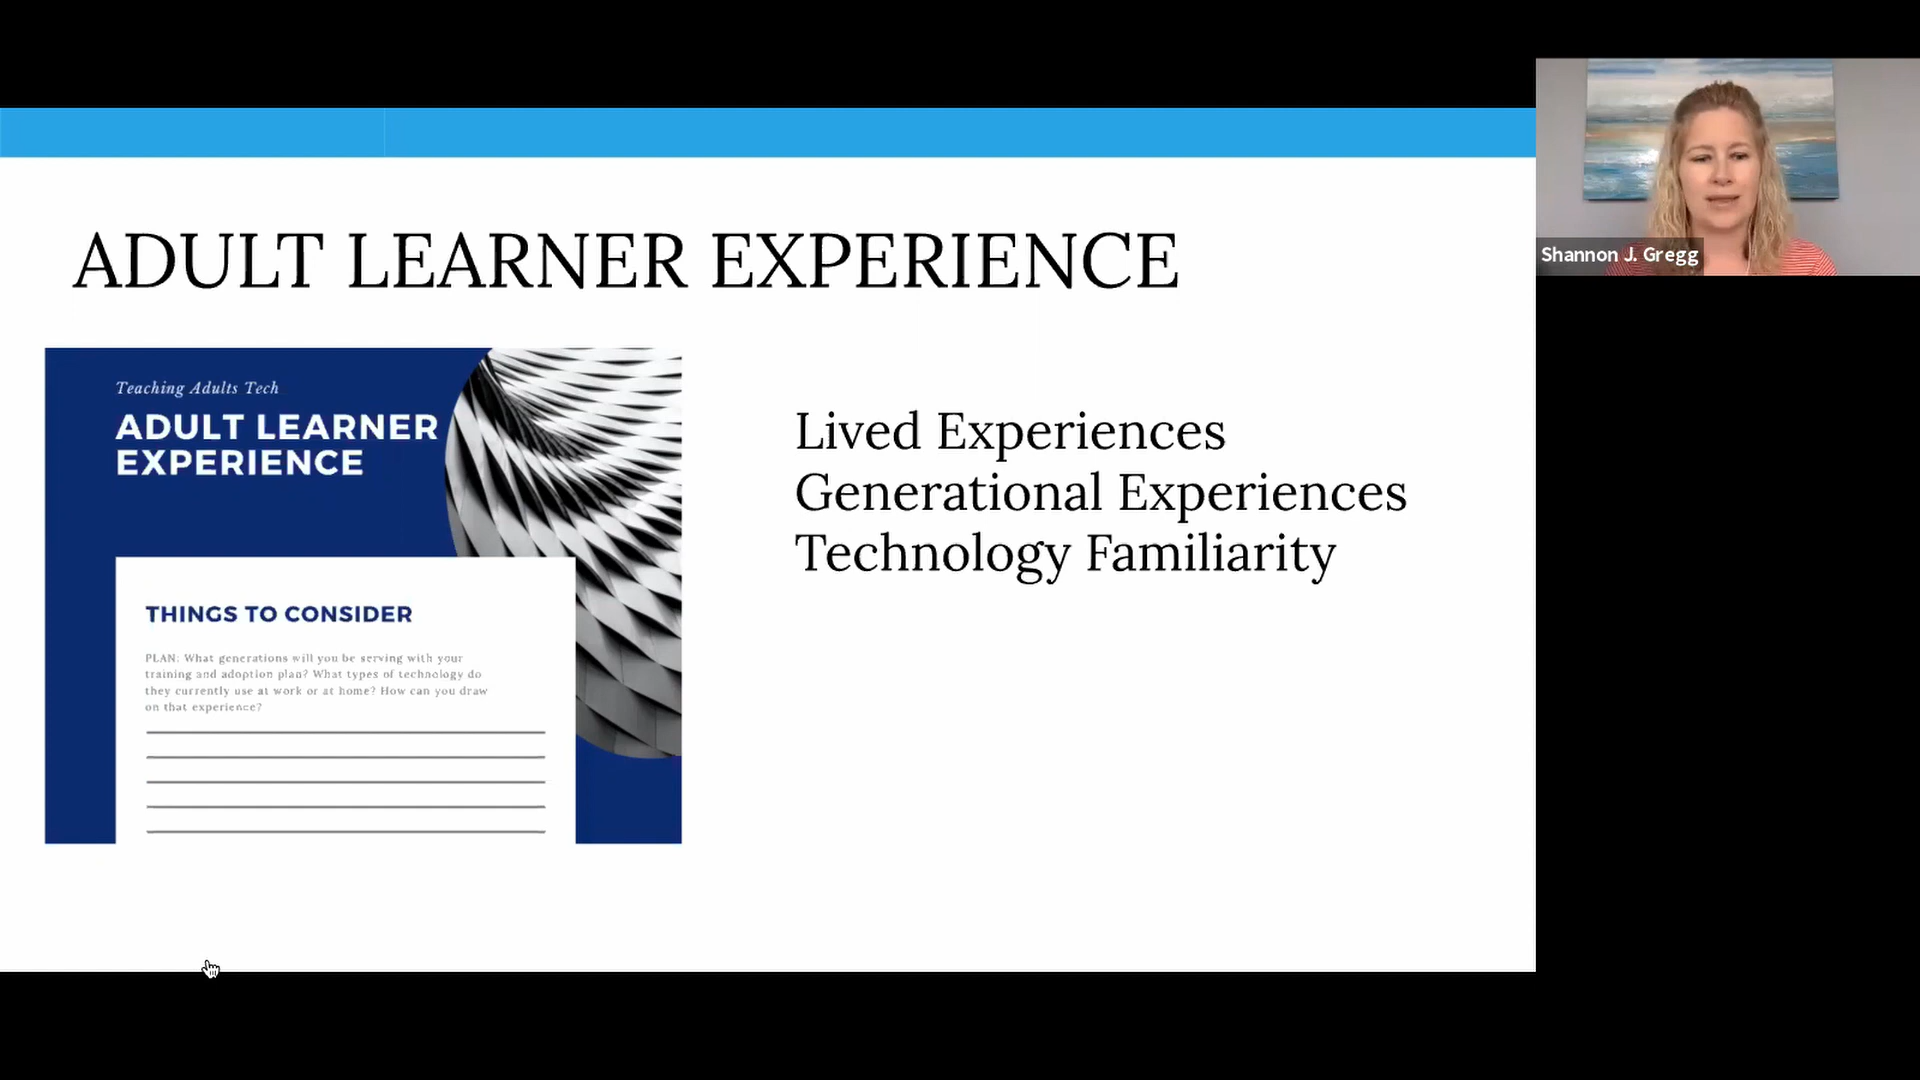 ADULT LEARNER EXPERIENCE
Teaching Adults Tech
ADULT LEARNER
EXPERIENCE
THINGS TO CONSIDER
PLAN: What generations will you be serving with your
training and adoption plan? What types of technology do
they currently use at work or at home? How can you draw
on that experience?
Lived Experiences
Generational Experiences
Technology Familiarity
Shannon J. Gregg